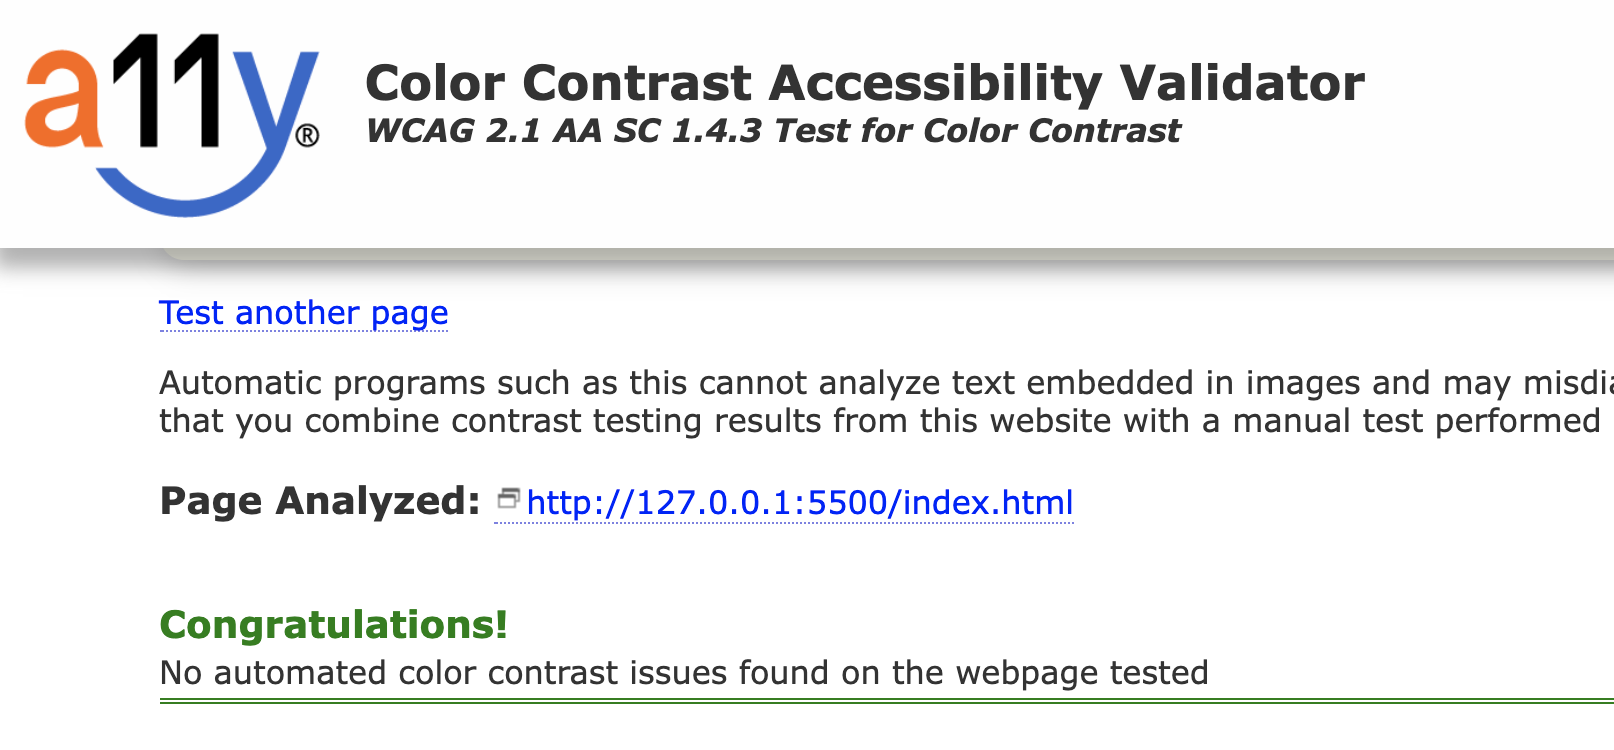 a11y®
Color Contrast Accessibility Validator
WCAG 2.1 AA SC 1.4.3 Test for Color Contrast
Test another page
Automatic programs such as this cannot analyze text embedded in images and may
that you combine contrast testing results from this website with a manual test performed
Page Analyzed: http://127.0.0.1:5500/index.html
Congratulations!
No automated color contrast issues found on the webpage tested